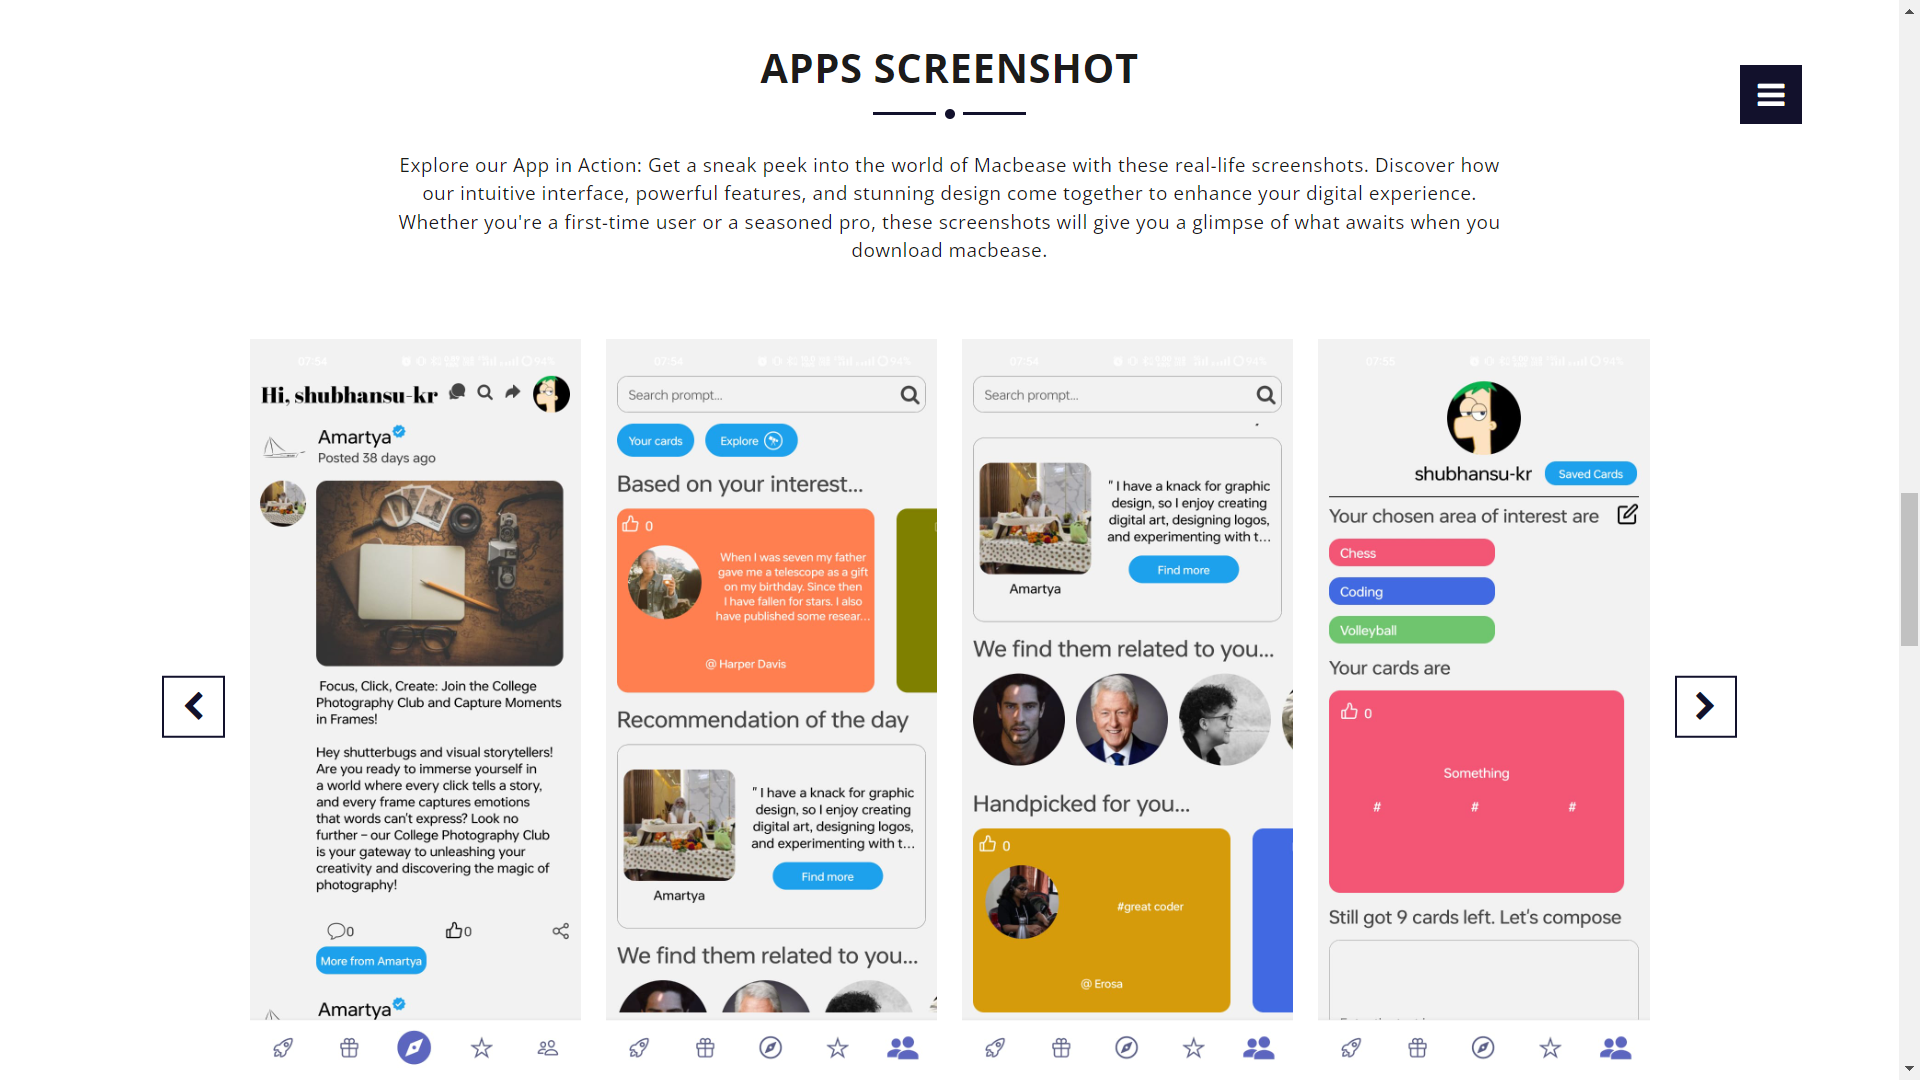 APPS SCREENSHOT
Explore our App in Action: Get a sneak peek into the world of Macbease with these real-life screenshots. Discover how
our intuitive interface, powerful features, and stunning design come together to enhance your digital experience.
Whether you're a first-time user or a seasoned pro, these screenshots will give you a glimpse of what awaits when you
download macbease.
07:54
94%
Hi, shubhansu-kr
Amartya
Posted 38 days ago
Focus, Click, Create: Join the College
Photography Club and Capture Moments
in Frames!
Hey shutterbugs and visual storytellers!
Are you ready to immerse yourself in
a world where every click tells a story,
and every frame captures emotions
that words can't express? Look no
further – our College Photography Club
is your gateway to unleashing your
creativity and discovering the magic of
photography!
0
0
More from Amartya
Amartya
07:54
94%
Search prompt...
Your cards
Explore
Based on your interest...
0
When I was seven my father
gave me a telescope as a gift
on my birthday. Since then
I have fallen for stars. I also
have published some resear...
@ Harper Davis
Recommendation of the day
" I have a knack for graphic
design, so I enjoy creating
digital art, designing logos,
and experimenting with t...
Find more
Amartya
We find them related to you...
07:54
94%
Search prompt...
" I have a knack for graphic
design, so I enjoy creating
digital art, designing logos,
and experimenting with t...
Find more
Amartya
We find them related to you...
Handpicked for you...
0
#great coder
@ Erosa
07:55
94%
shubhansu-kr
Saved Cards
Your chosen area of interest are
Chess
Coding
Volleyball
Your cards are
0
Something
# # #
Still got 9 cards left. Let's compose